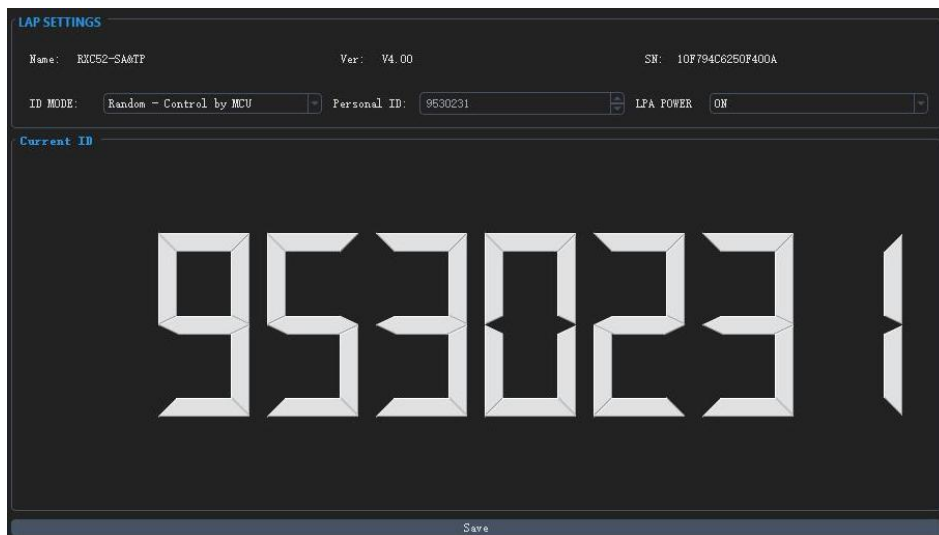 LAP SETTINGS
Name: RXC52-SA&TP Ver: V4.00 SN: 10F794C6250F400A
ID MODE: Random - Control by MCU Personal ID: 9530231 LPA POWER ON
Current ID
9530231
Save